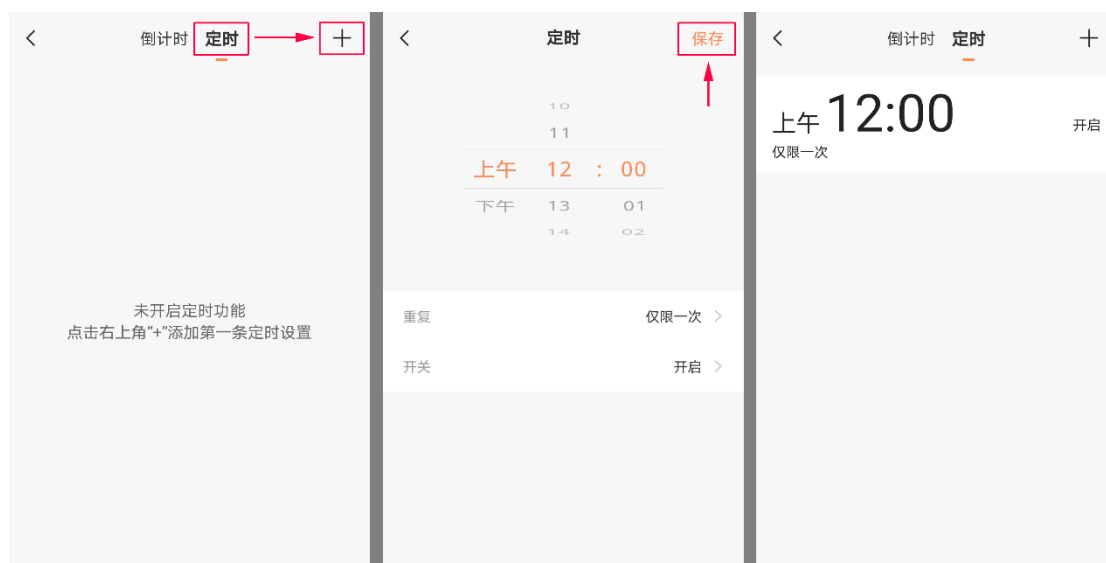 倒计时 定时 +
未开启定时功能
点击右上角“+”添加第一条定时设置
定时 保存
10
11
上午 12 : 00
下午 13 01
14 02
重复 仅限一次
开关 开启
倒计时 定时 +
上午 12:00 开启
仅限一次